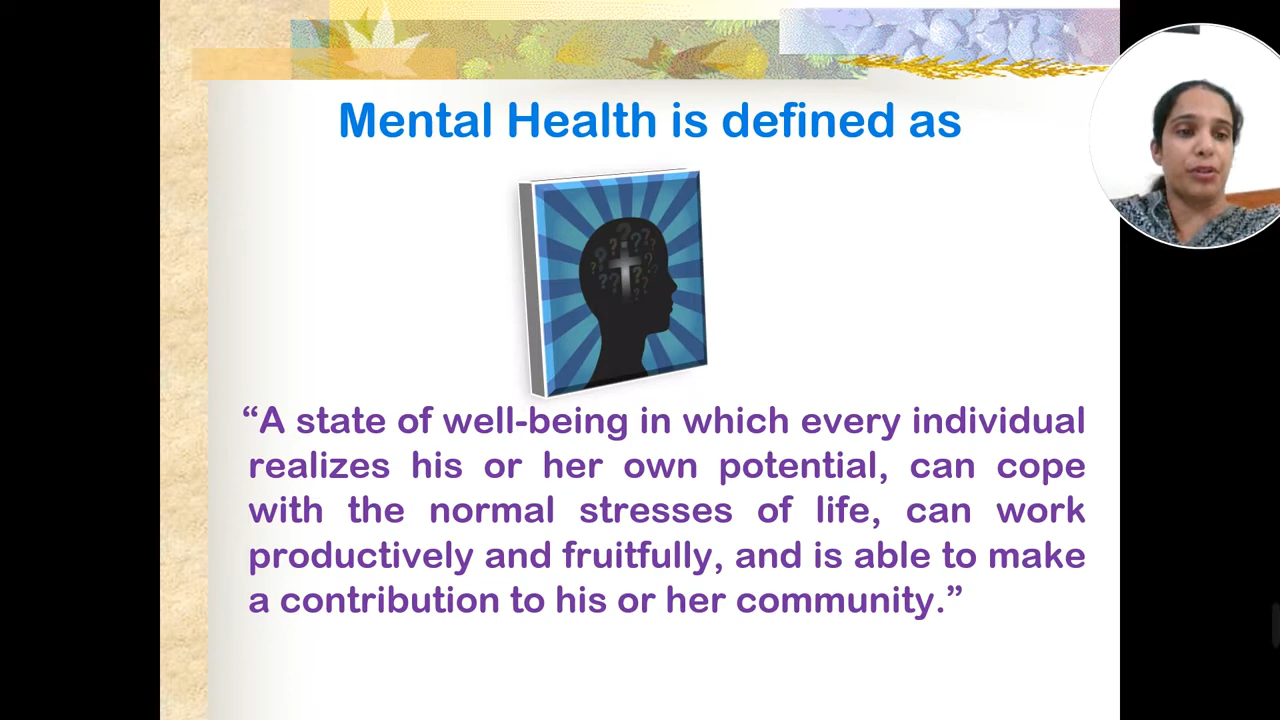 Mental Health is defined as
“A state of well-being in which every individual
realizes his or her own potential, can cope
with the normal stresses of life, can work
productively and fruitfully, and is able to make
a contribution to his or her community.”